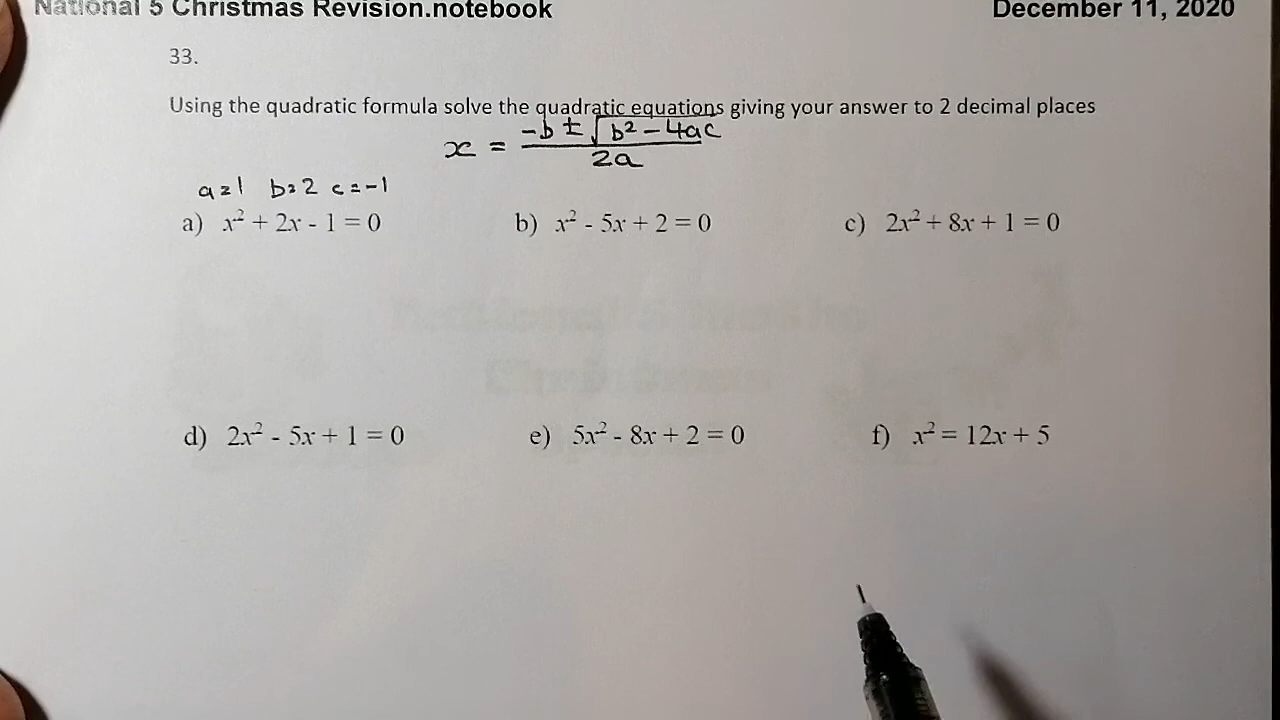 National 5 Christmas Revision.notebook December 11, 2020
33.
Using the quadratic formula solve the quadratic equations giving your answer to 2 decimal places
x = -b ± √b² - 4ac / 2a
a=1 b=2 c=-1
a) x² + 2x - 1 = 0 b) x² - 5x + 2 = 0 c) 2x² + 8x + 1 = 0
d) 2x² - 5x + 1 = 0 e) 5x² - 8x + 2 = 0 f) x² = 12x + 5